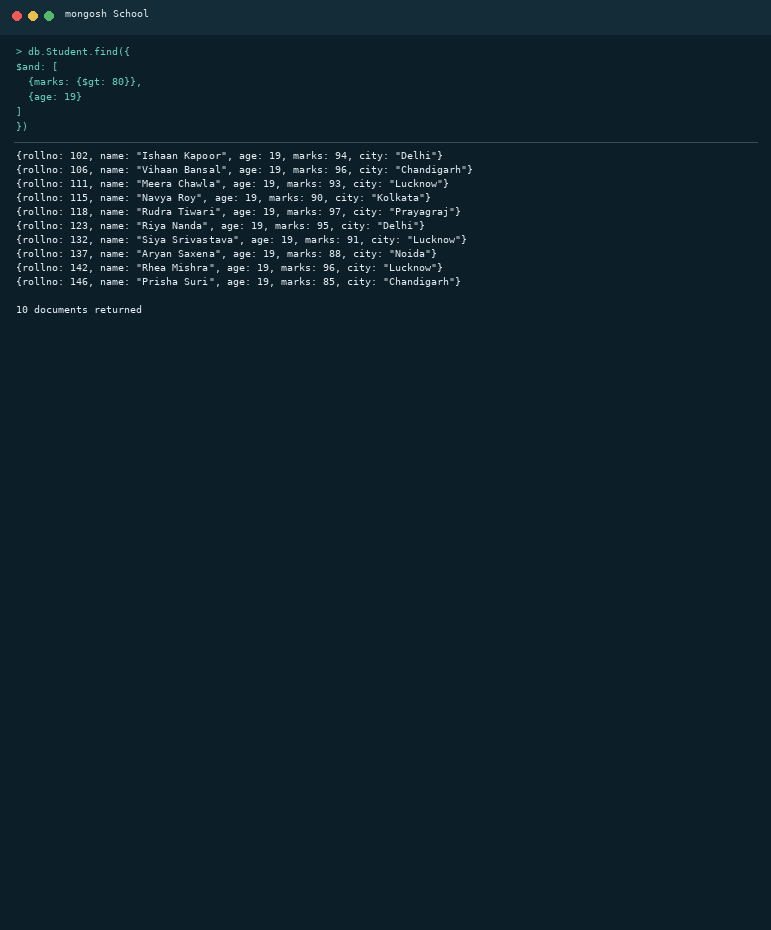 mongosh School
> db.Student.find({
$and: [
  {marks: {$gt: 80}},
  {age: 19}
]
})
{rollno: 102, name: "Ishaan Kapoor", age: 19, marks: 94, city: "Delhi"}
{rollno: 106, name: "Vihaan Bansal", age: 19, marks: 96, city: "Chandigarh"}
{rollno: 111, name: "Meera Chawla", age: 19, marks: 93, city: "Lucknow"}
{rollno: 115, name: "Navya Roy", age: 19, marks: 90, city: "Kolkata"}
{rollno: 118, name: "Rudra Tiwari", age: 19, marks: 97, city: "Prayagraj"}
{rollno: 123, name: "Riya Nanda", age: 19, marks: 95, city: "Delhi"}
{rollno: 132, name: "Siya Srivastava", age: 19, marks: 91, city: "Lucknow"}
{rollno: 137, name: "Aryan Saxena", age: 19, marks: 88, city: "Noida"}
{rollno: 142, name: "Rhea Mishra", age: 19, marks: 96, city: "Lucknow"}
{rollno: 146, name: "Prisha Suri", age: 19, marks: 85, city: "Chandigarh"}
10 documents returned